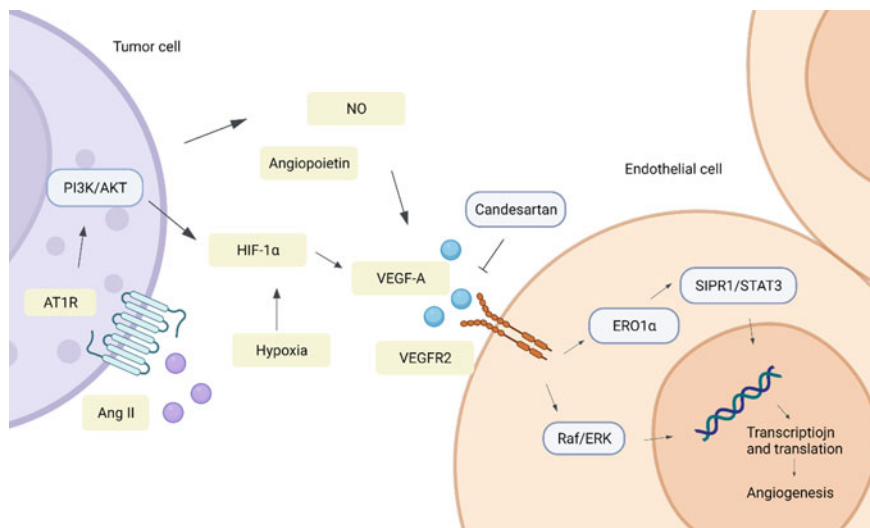 Tumor cell
NO
Angiopoietin
PI3K/AKT
Endothelial cell
Candesartan
HIF-1α
VEGF-A
SIPR1/STAT3
AT1R
ERO1α
Hypoxia
VEGFR2
Ang II
Raf/ERK
Transcriptiojn
and translation
Angiogenesis